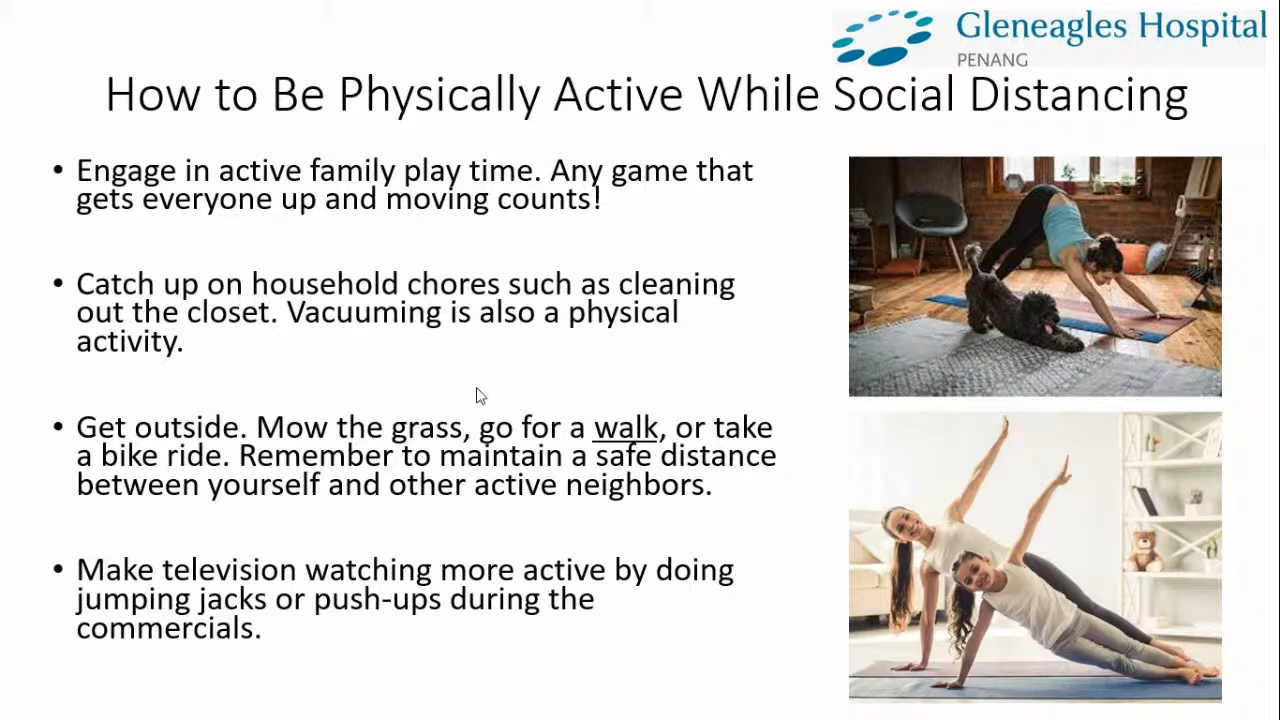 Gleneagles Hospital
PENANG
How to Be Physically Active While Social Distancing
• Engage in active family play time. Any game that
gets everyone up and moving counts!
• Catch up on household chores such as cleaning
out the closet. Vacuuming is also a physical
activity.
• Get outside. Mow the grass, go for a walk, or take
a bike ride. Remember to maintain a safe distance
between yourself and other active neighbors.
• Make television watching more active by doing
jumping jacks or push-ups during the
commercials.